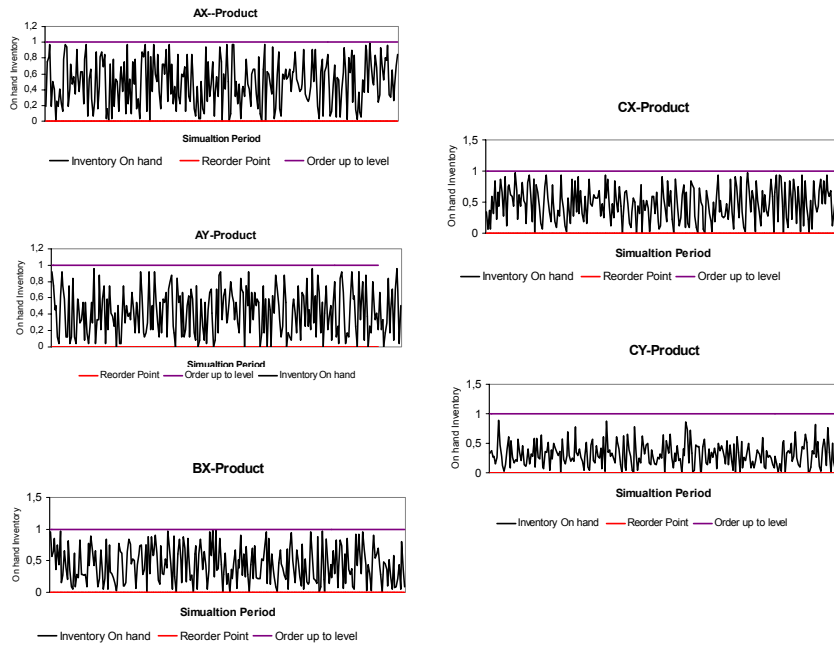 AX--Product
On hand Inventory
1,2
1
0,8
0,6
0,4
0,2
0
Simualtion Period
Inventory On hand Reorder Point Order up to level
AY-Product
On hand Inventory
1,2
1
0,8
0,6
0,4
0,2
0
Simualtion Period
Reorder Point Order up to level Inventory On hand
BX-Product
On hand Inventory
1,5
1
0,5
0
Simualtion Period
Inventory On hand Reorder Point Order up to level
CX-Product
On hand Inventory
1,5
1
0,5
0
Simualtion Period
Inventory On hand Reorder Point Order up to level
CY-Product
On hand Inventory
1,5
1
0,5
0
Simualtion Period
Inventory On hand Reorder Point Order up to level